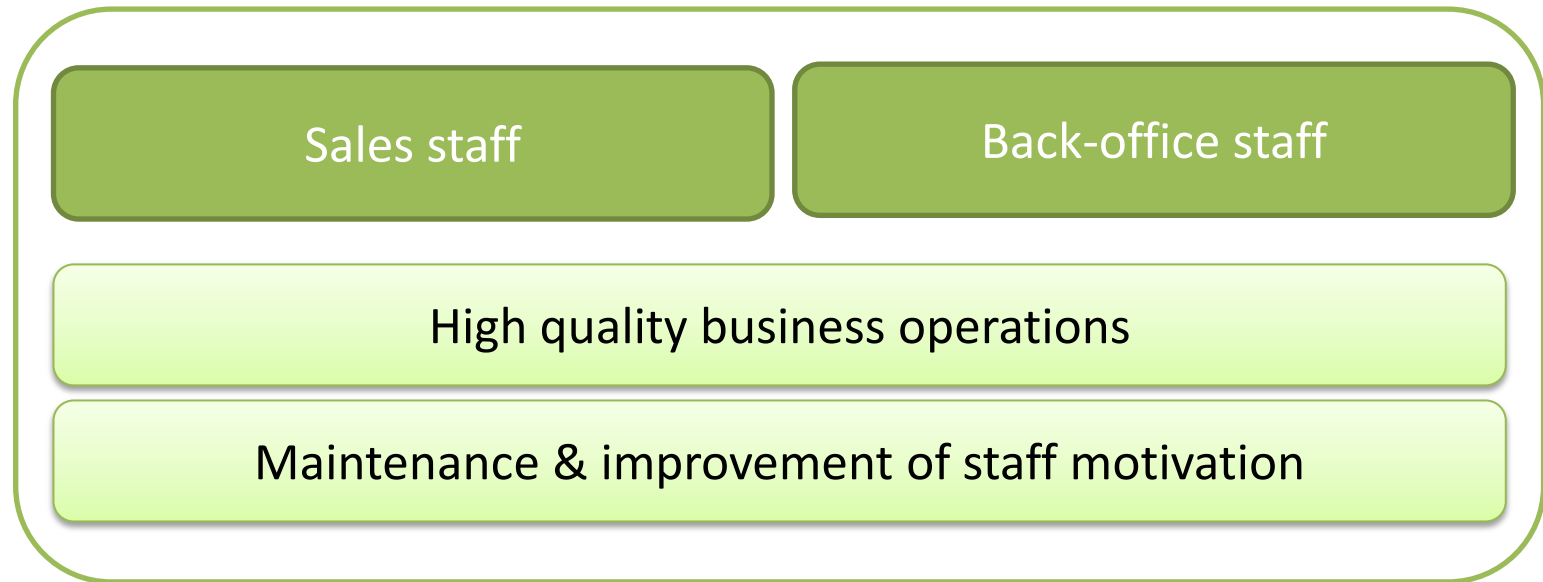 Sales staff
Back-office staff
High quality business operations
Maintenance & improvement of staff motivation